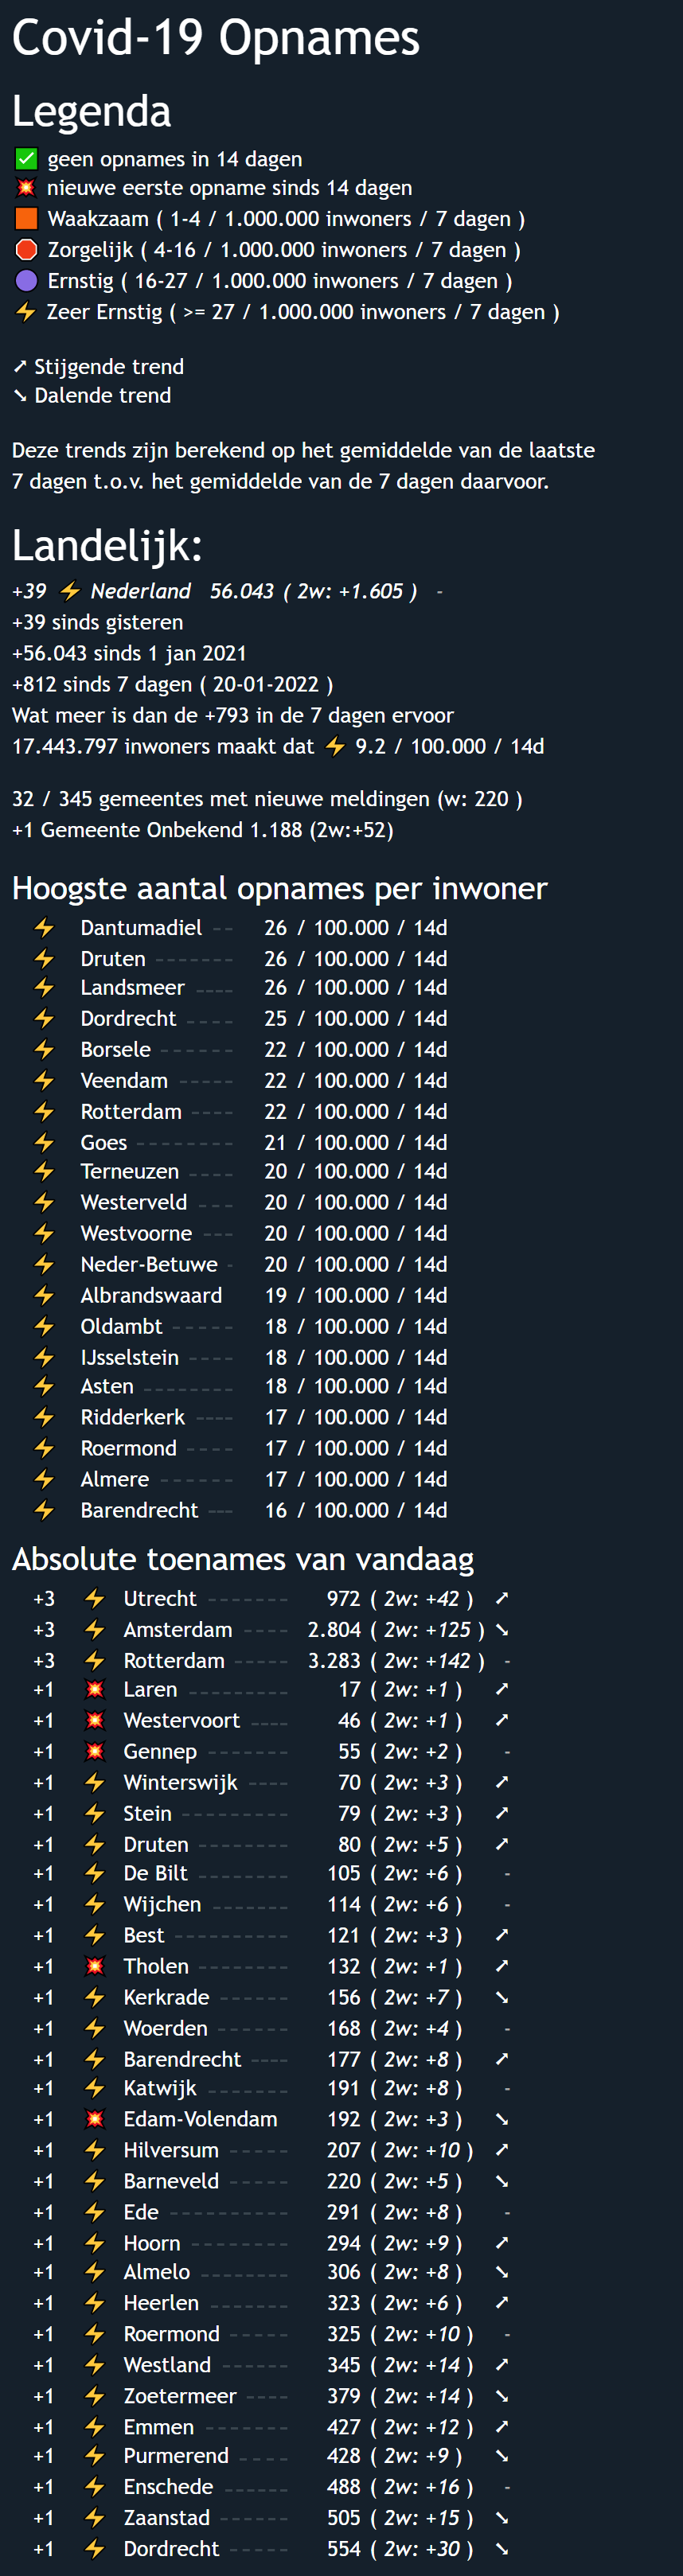 Covid-19 Opnames
Legenda
✅ geen opnames in 14 dagen
💥 nieuwe eerste opname sinds 14 dagen
🟧 Waakzaam ( 1-4 / 1.000.000 inwoners / 7 dagen )
🛑 Zorgelijk ( 4-16 / 1.000.000 inwoners / 7 dagen )
🟣 Ernstig ( 16-27 / 1.000.000 inwoners / 7 dagen )
⚡ Zeer Ernstig ( >= 27 / 1.000.000 inwoners / 7 dagen )
➚ Stijgende trend
➘ Dalende trend
Deze trends zijn berekend op het gemiddelde van de laatste
7 dagen t.o.v. het gemiddelde van de 7 dagen daarvoor.
Landelijk:
+39 ⚡ Nederland 56.043 ( 2w: +1.605 ) -
+39 sinds gisteren
+56.043 sinds 1 jan 2021
+812 sinds 7 dagen ( 20-01-2022 )
Wat meer is dan de +793 in de 7 dagen ervoor
17.443.797 inwoners maakt dat ⚡ 9.2 / 100.000 / 14d
32 / 345 gemeentes met nieuwe meldingen (w: 220 )
+1 Gemeente Onbekend 1.188 (2w:+52)
Hoogste aantal opnames per inwoner
⚡ Dantumadiel -- 26 / 100.000 / 14d
⚡ Druten ------- 26 / 100.000 / 14d
⚡ Landsmeer ---- 26 / 100.000 / 14d
⚡ Dordrecht ---- 25 / 100.000 / 14d
⚡ Borsele ------ 22 / 100.000 / 14d
⚡ Veendam ----- 22 / 100.000 / 14d
⚡ Rotterdam ---- 22 / 100.000 / 14d
⚡ Goes -------- 21 / 100.000 / 14d
⚡ Terneuzen ---- 20 / 100.000 / 14d
⚡ Westerveld --- 20 / 100.000 / 14d
⚡ Westvoorne --- 20 / 100.000 / 14d
⚡ Neder-Betuwe - 20 / 100.000 / 14d
⚡ Albrandswaard 19 / 100.000 / 14d
⚡ Oldambt ----- 18 / 100.000 / 14d
⚡ IJsselstein ---- 18 / 100.000 / 14d
⚡ Asten -------- 18 / 100.000 / 14d
⚡ Ridderkerk ---- 17 / 100.000 / 14d
⚡ Roermond ---- 17 / 100.000 / 14d
⚡ Almere ------ 17 / 100.000 / 14d
⚡ Barendrecht --- 16 / 100.000 / 14d
Absolute toenames van vandaag
+3 ⚡ Utrecht ------- 972 ( 2w: +42 ) ➚
+3 ⚡ Amsterdam ---- 2.804 ( 2w: +125 ) ➘
+3 ⚡ Rotterdam ----- 3.283 ( 2w: +142 ) -
+1 💥 Laren --------- 17 ( 2w: +1 ) ➚
+1 💥 Westervoort ---- 46 ( 2w: +1 ) ➚
+1 💥 Gennep ------- 55 ( 2w: +2 ) -
+1 ⚡ Winterswijk ---- 70 ( 2w: +3 ) ➚
+1 ⚡ Stein --------- 79 ( 2w: +3 ) ➚
+1 ⚡ Druten -------- 80 ( 2w: +5 ) ➚
+1 ⚡ De Bilt -------- 105 ( 2w: +6 ) -
+1 ⚡ Wijchen ------- 114 ( 2w: +6 ) -
+1 ⚡ Best ---------- 121 ( 2w: +3 ) ➚
+1 💥 Tholen -------- 132 ( 2w: +1 ) ➚
+1 ⚡ Kerkrade ------ 156 ( 2w: +7 ) ➘
+1 ⚡ Woerden ------ 168 ( 2w: +4 ) -
+1 ⚡ Barendrecht ---- 177 ( 2w: +8 ) ➚
+1 ⚡ Katwijk ------- 191 ( 2w: +8 ) -
+1 💥 Edam-Volendam 192 ( 2w: +3 ) ➘
+1 ⚡ Hilversum ----- 207 ( 2w: +10 ) ➚
+1 ⚡ Barneveld ----- 220 ( 2w: +5 ) ➘
+1 ⚡ Ede ---------- 291 ( 2w: +8 ) -
+1 ⚡ Hoorn -------- 294 ( 2w: +9 ) ➚
+1 ⚡ Almelo -------- 306 ( 2w: +8 ) ➘
+1 ⚡ Heerlen ------- 323 ( 2w: +6 ) ➚
+1 ⚡ Roermond ----- 325 ( 2w: +10 ) -
+1 ⚡ Westland ------ 345 ( 2w: +14 ) ➚
+1 ⚡ Zoetermeer ---- 379 ( 2w: +14 ) ➘
+1 ⚡ Emmen ------- 427 ( 2w: +12 ) ➚
+1 ⚡ Purmerend ---- 428 ( 2w: +9 ) ➘
+1 ⚡ Enschede ------ 488 ( 2w: +16 ) -
+1 ⚡ Zaanstad ------ 505 ( 2w: +15 ) ➘
+1 ⚡ Dordrecht ----- 554 ( 2w: +30 ) ➘